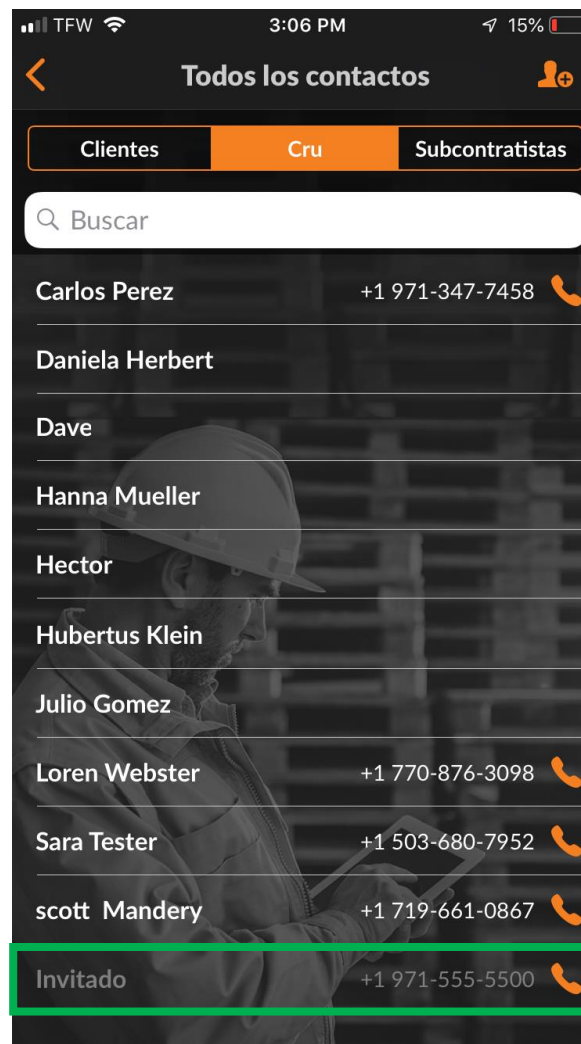 TFW 3:06 PM 15%
Todos los contactos
Clientes Cru Subcontratistas
Buscar
Carlos Perez +1 971-347-7458
Daniela Herbert
Dave
Hanna Mueller
Hector
Hubertus Klein
Julio Gomez
Loren Webster +1 770-876-3098
Sara Tester +1 503-680-7952
scott Mandery +1 719-661-0867
Invitado +1 971-555-5500